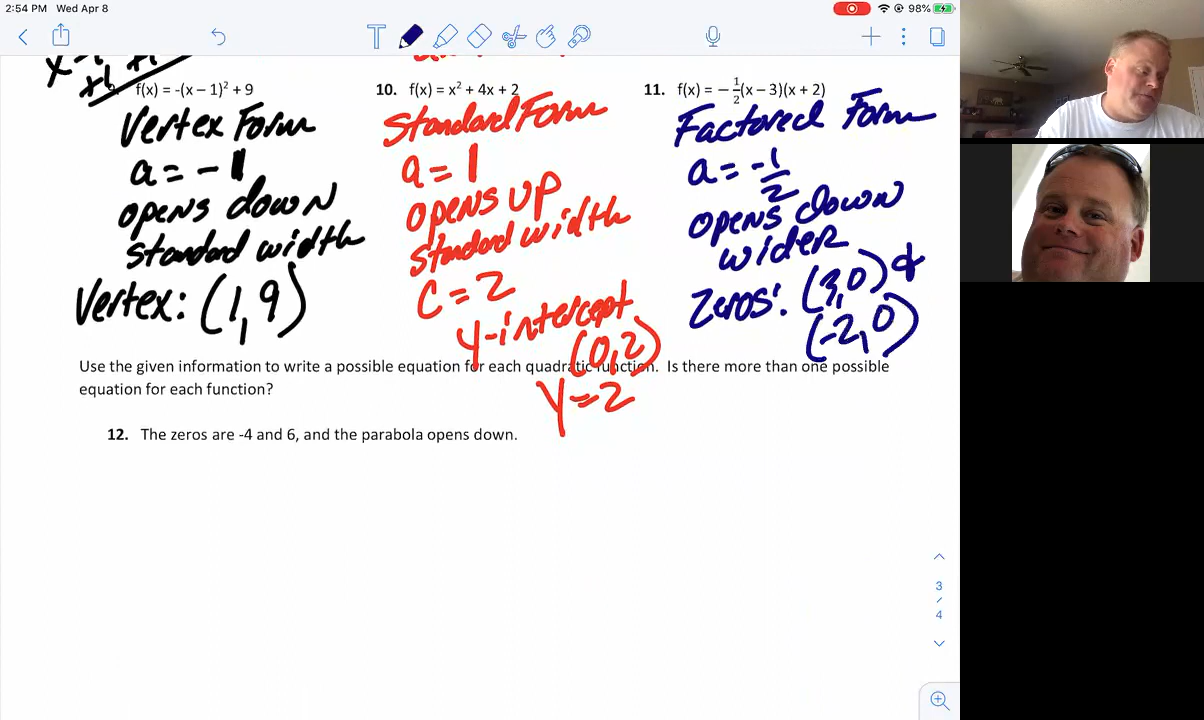 2:54 PM Wed Apr 8
98%
f(x) = -(x – 1)² + 9
Vertex Form
a = -1
opens down
standard width
Vertex: (1,9)
10. f(x) = x² + 4x + 2
Standard Form
a = 1
opens up
standard width
c = 2
y-intercept
(0,2)
y=2
11. f(x) = –½(x – 3)(x + 2)
Factored Form
a = -1/2
opens down
wider
Zeros: (3,0) &
(-2,0)
Use the given information to write a possible equation for each quadratic function. Is there more than one possible
equation for each function?
12. The zeros are -4 and 6, and the parabola opens down.
3
/
4